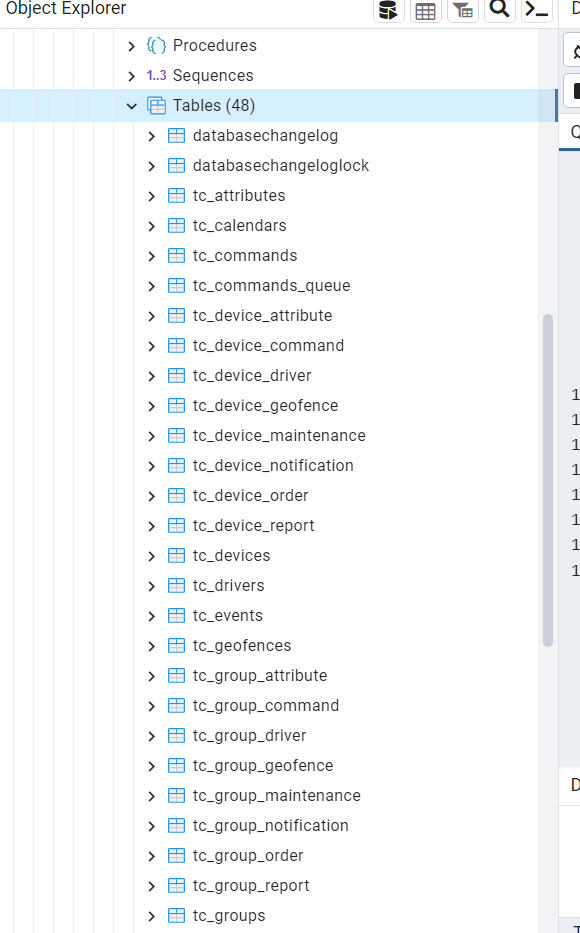 Object Explorer
Procedures
1..3 Sequences
Tables (48)
databasechangelog
databasechangeloglock
tc_attributes
tc_calendars
tc_commands
tc_commands_queue
tc_device_attribute
tc_device_command
tc_device_driver
tc_device_geofence
tc_device_maintenance
tc_device_notification
tc_device_order
tc_device_report
tc_devices
tc_drivers
tc_events
tc_geofences
tc_group_attribute
tc_group_command
tc_group_driver
tc_group_geofence
tc_group_maintenance
tc_group_notification
tc_group_order
tc_group_report
tc_groups